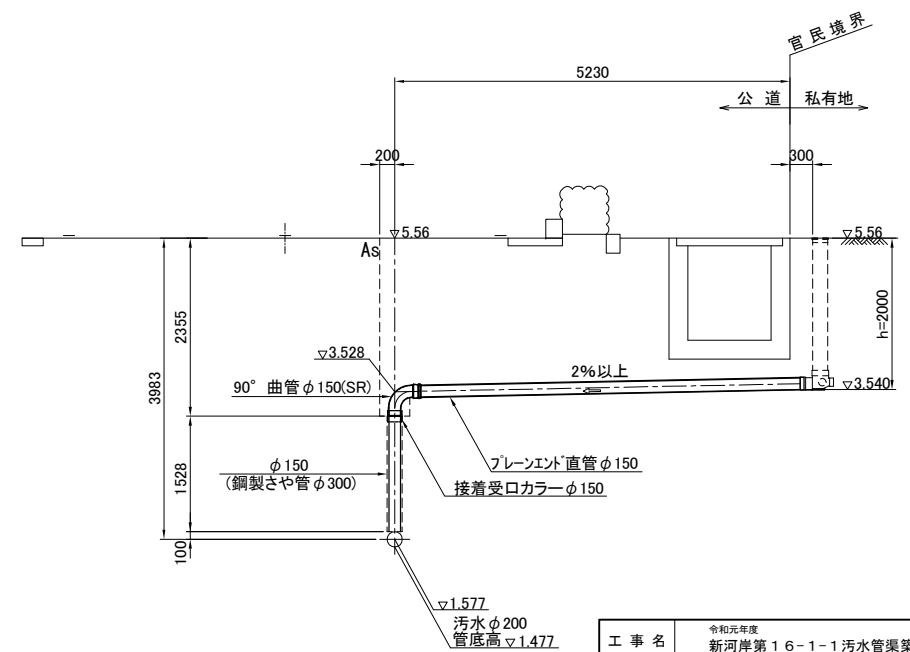 官民境界
5230
公 道
私有地
200
300
▽5.56
▽5.56
As
2355
3983
h=2000
▽3.528
2%以上
90° 曲管φ150(SR)
▽3.540
1528
φ150
(鋼製さや管φ300)
プレーンエンド直管φ150
接着受口カラーφ150
100
▽1.577
汚水φ200
管底高▽1.477
工 事 名
令和元年度
新河岸第16-1-1汚水管渠築